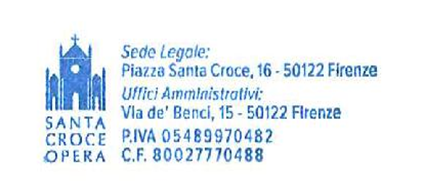 SANTA
CROCE
OPERA
Sede Legale:
Piazza Santa Croce, 16 - 50122 Firenze
Uffici Amministrativi:
Via de' Benci, 15 - 50122 Firenze
P.IVA 05489970482
C.F. 80027770488